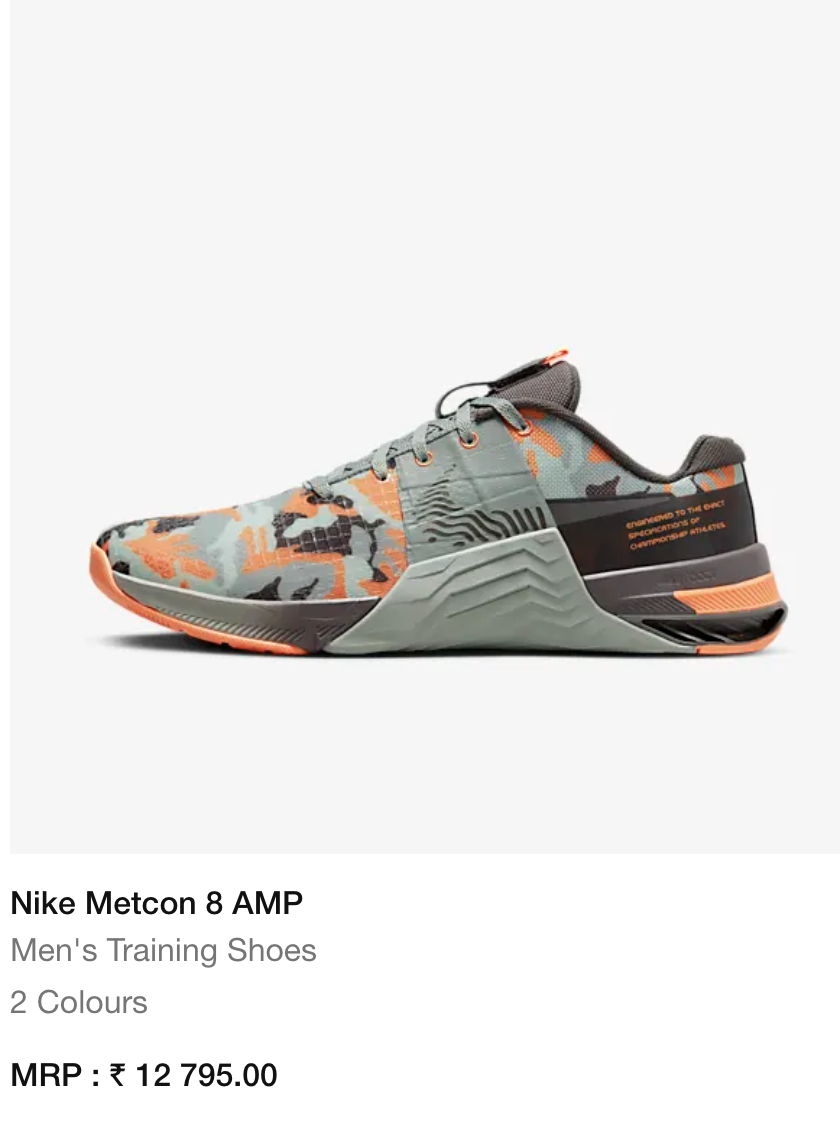 ENGINEERED TO THE EXACT
SPECIFICATIONS OF
CHAMPIONSHIP ATHLETES.
Nike Metcon 8 AMP
Men's Training Shoes
2 Colours
MRP : ₹ 12 795.00